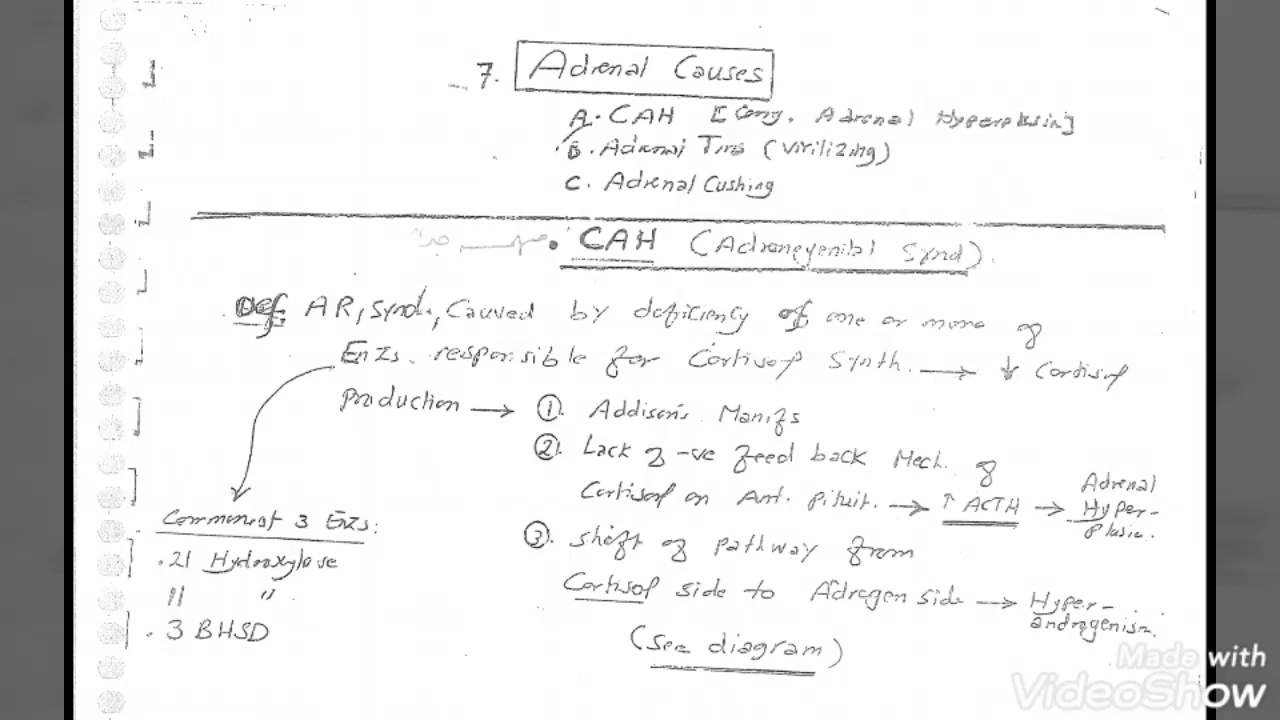 7. Adrenal Causes
A. CAH [Cong. Adrenal Hyperplasia]
B. Adrenal Tms (Virilizing)
C. Adrenal Cushing
CAH (Adrenogenital Synd)
Def: AR, Synd., Caused by deficiency of one or more of
Enzs. responsible for Cortisol Synth. → ↓ Cortisol
production → ①. Addison's Manifs
②. Lack of -ve feed back Mech. of
Cortisol on Ant. pituit. → ↑ ACTH → Adrenal
Hyper-
plasia.
③. shift of pathway from
Cortisol side to Adrogen side → Hyper-
androgenism.
(See diagram)
Commonest 3 Enzs:
. 21 Hydroxylase
11 "
. 3 BHSD
Made with
VideoShow